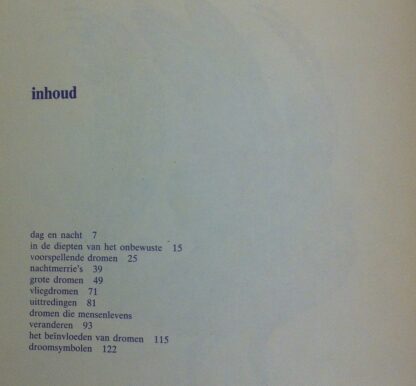 inhoud
dag en nacht 7
in de diepten van het onbewuste 15
voorspellende dromen 25
nachtmerrie's 39
grote dromen 49
vliegdromen 71
uittredingen 81
dromen die mensenlevens
veranderen 93
het beïnvloeden van dromen 115
droomsymbolen 122